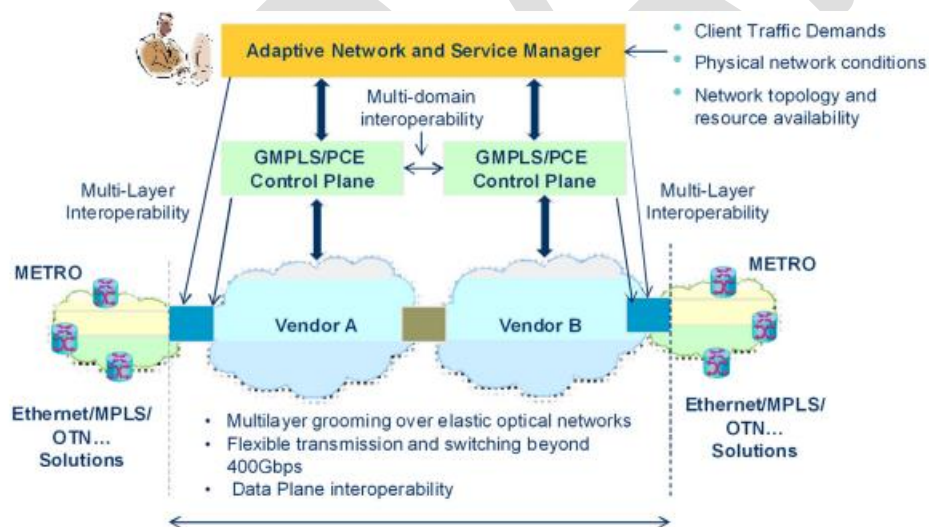 Adaptive Network and Service Manager
• Client Traffic Demands
• Physical network conditions
• Network topology and
resource availability
Multi-domain
interoperability
GMPLS/PCE
Control Plane
GMPLS/PCE
Control Plane
Multi-Layer
Interoperability
Multi-Layer
Interoperability
METRO
METRO
Vendor A
Vendor B
Ethernet/MPLS/
OTN...
Solutions
• Multilayer grooming over elastic optical networks
• Flexible transmission and switching beyond
400Gbps
• Data Plane interoperability
Ethernet/MPLS/
OTN...
Solutions